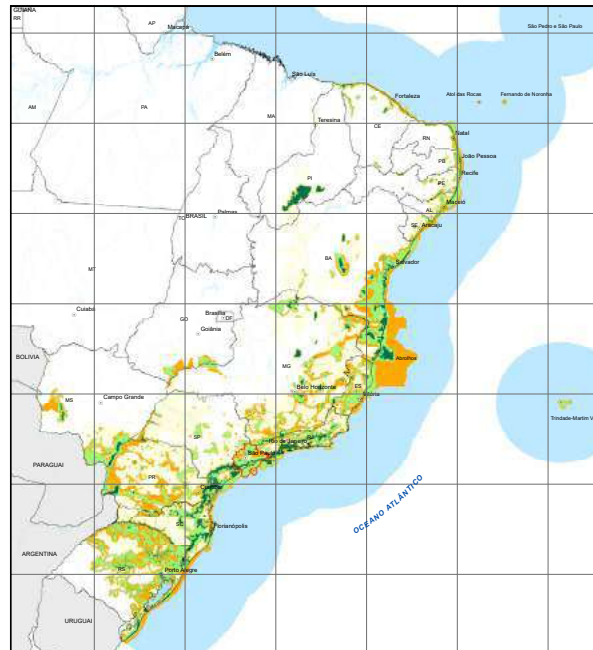 GUIANA
RR
AP
Macapá
São Pedro e São Paulo
Belém
São Luís
Fortaleza
Atol das Rocas
Fernando de Noronha
AM
PA
MA
Teresina
CE
RN
Natal
PB
João Pessoa
PI
Recife
PE
Maceió
AL
TO
BRASIL
Palmas
SE
Aracaju
MT
BA
Salvador
Cuiabá
Brasília
DF
GO
Goiânia
BOLIVIA
MG
Abrolhos
Belo Horizonte
ES
Vitória
MS
Campo Grande
Trindade-Martim V
SP
Rio de Janeiro
RJ
São Paulo
PARAGUAI
PR
Curitiba
OCEANO ATLÂNTICO
SC
Florianópolis
ARGENTINA
RS
Porto Alegre
URUGUAI